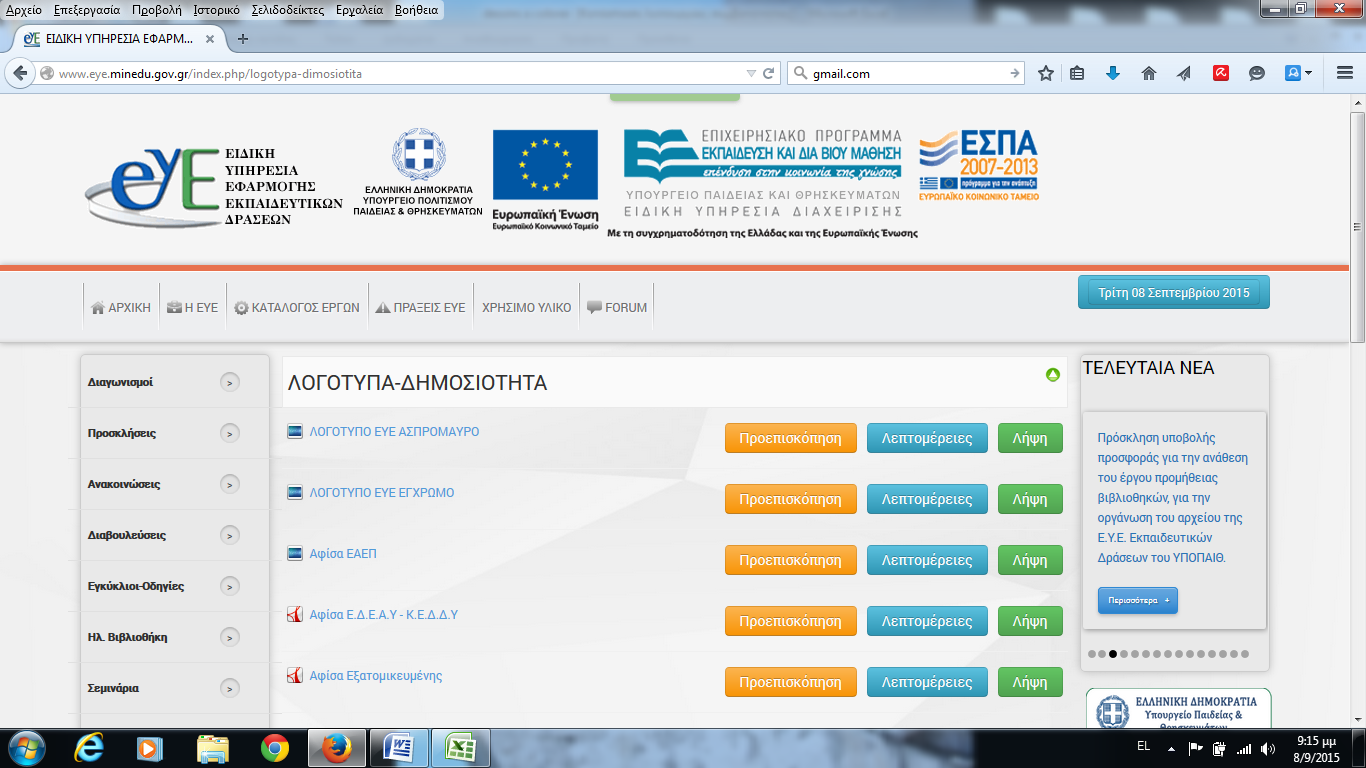 Αρχείο Επεξεργασία Προβολή Ιστορικό Σελιδοδείκτες Εργαλεία Βοήθεια
ΕΙΔΙΚΗ ΥΠΗΡΕΣΙΑ ΕΦΑΡΜ...
www.eye.minedu.gov.gr/index.php/logotypa-dimosiotita
gmail.com
eYE
ΕΙΔΙΚΗ
ΥΠΗΡΕΣΙΑ
ΕΦΑΡΜΟΓΗΣ
ΕΚΠΑΙΔΕΥΤΙΚΩΝ
ΔΡΑΣΕΩΝ
ΕΛΛΗΝΙΚΗ ΔΗΜΟΚΡΑΤΙΑ
ΥΠΟΥΡΓΕΙΟ ΠΟΛΙΤΙΣΜΟΥ
ΠΑΙΔΕΙΑΣ & ΘΡΗΣΚΕΥΜΑΤΩΝ
Ευρωπαϊκή Ένωση
Ευρωπαϊκό Κοινωνικό Ταμείο
ΕΠΙΧΕΙΡΗΣΙΑΚΟ ΠΡΟΓΡΑΜΜΑ
ΕΚΠΑΙΔΕΥΣΗ ΚΑΙ ΔΙΑ ΒΙΟΥ ΜΑΘΗΣΗ
επένδυση στην κοινωνία της γνώσης
ΥΠΟΥΡΓΕΙΟ ΠΑΙΔΕΙΑΣ ΚΑΙ ΘΡΗΣΚΕΥΜΑΤΩΝ
ΕΙΔΙΚΗ ΥΠΗΡΕΣΙΑ ΔΙΑΧΕΙΡΙΣΗΣ
Με τη συγχρηματοδότηση της Ελλάδας και της Ευρωπαϊκής Ένωσης
ΕΣΠΑ
2007-2013
πρόγραμμα για την ανάπτυξη
ΕΥΡΩΠΑΪΚΟ ΚΟΙΝΩΝΙΚΟ ΤΑΜΕΙΟ
ΑΡΧΙΚΗ Η ΕΥΕ ΚΑΤΑΛΟΓΟΣ ΕΡΓΩΝ ΠΡΑΞΕΙΣ ΕΥΕ ΧΡΗΣΙΜΟ ΥΛΙΚΟ FORUM
Τρίτη 08 Σεπτεμβρίου 2015
Διαγωνισμοί >
Προσκλήσεις >
Ανακοινώσεις >
Διαβουλεύσεις >
Εγκύκλιοι-Οδηγίες >
Ηλ. Βιβλιοθήκη >
Σεμινάρια >
ΛΟΓΟΤΥΠΑ-ΔΗΜΟΣΙΟΤΗΤΑ
ΛΟΓΟΤΥΠΟ ΕΥΕ ΑΣΠΡΟΜΑΥΡΟ Προεπισκόπηση Λεπτομέρειες Λήψη
ΛΟΓΟΤΥΠΟ ΕΥΕ ΕΓΧΡΩΜΟ Προεπισκόπηση Λεπτομέρειες Λήψη
Αφίσα ΕΑΕΠ Προεπισκόπηση Λεπτομέρειες Λήψη
Αφίσα Ε.Δ.Ε.Α.Υ - Κ.Ε.Δ.Δ.Υ Προεπισκόπηση Λεπτομέρειες Λήψη
Αφίσα Εξατομικευμένης Προεπισκόπηση Λεπτομέρειες Λήψη
ΤΕΛΕΥΤΑΙΑ ΝΕΑ
Πρόσκληση υποβολής
προσφοράς για την ανάθεση
του έργου προμήθειας
βιβλιοθηκών, για την
οργάνωση του αρχείου της
Ε.Υ.Ε. Εκπαιδευτικών
Δράσεων του ΥΠΟΠΑΙΘ.
Περισσότερα +
ΕΛΛΗΝΙΚΗ ΔΗΜΟΚΡΑΤΙΑ
Υπουργείο Παιδείας &
Θρησκευμάτων
EL 9:15 μμ
8/9/2015